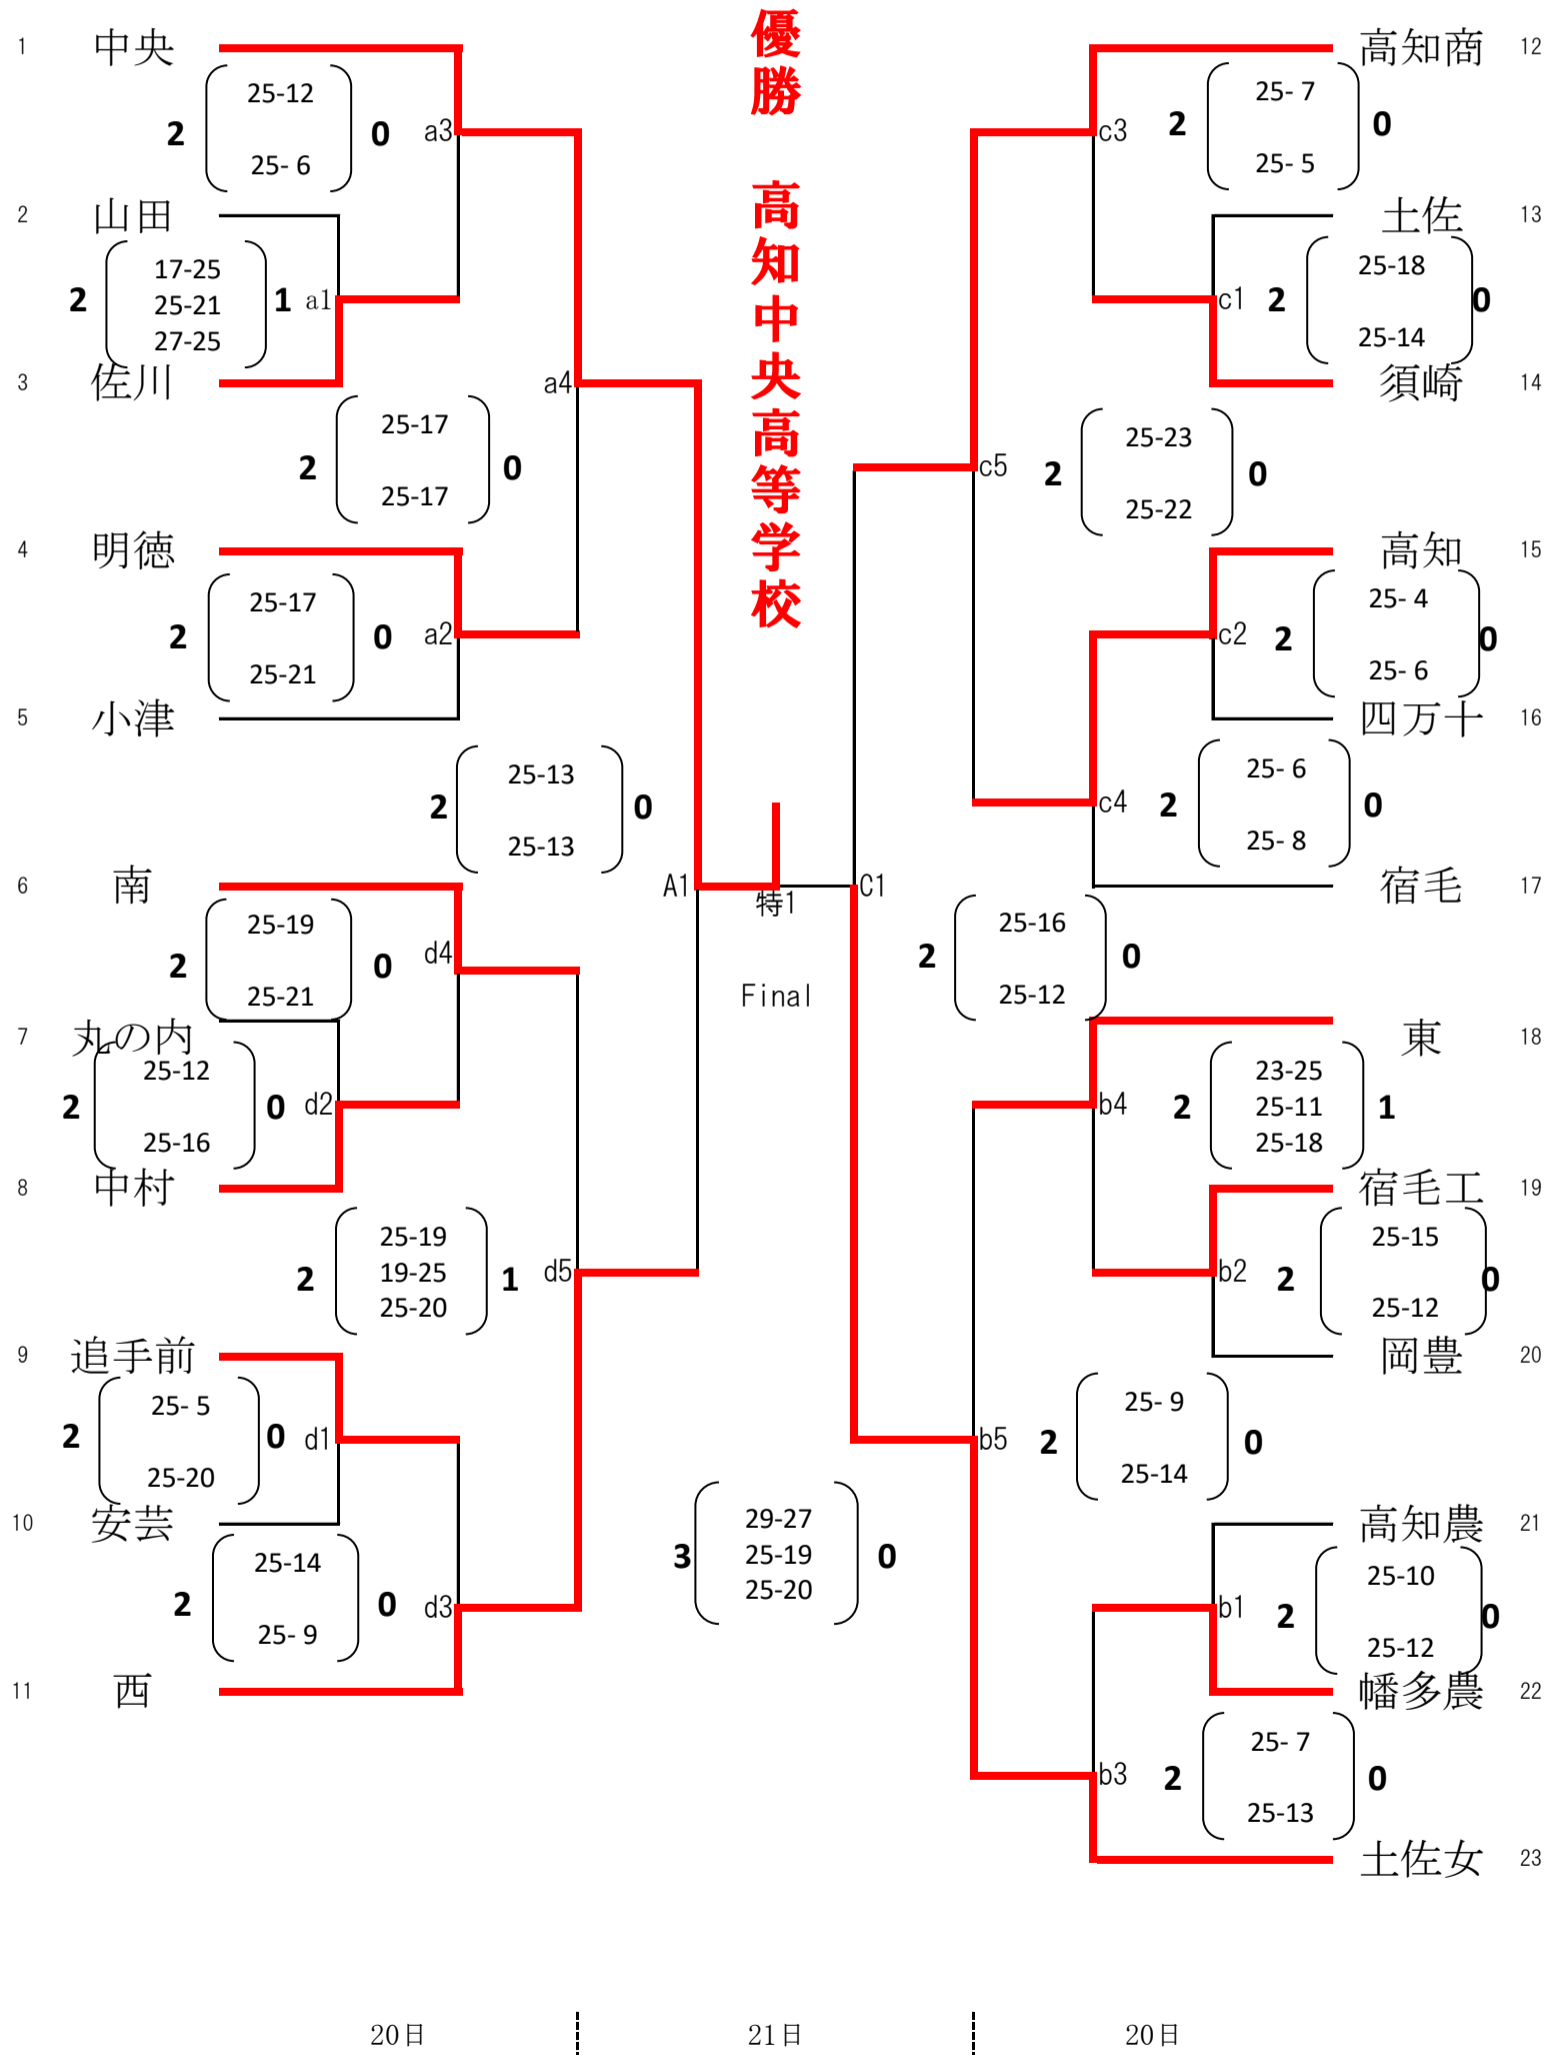 優勝　高知中央高等学校
1 中央
25-12
2 0 a3
25- 6
2 山田
17-25
2 25-21 1 a1
27-25
3 佐川
a4
25-17
2 0
25-17
4 明徳
25-17
2 0 a2
25-21
5 小津
25-13
2 0
25-13
6 南
A1
25-19
2 0 d4
25-21
7 丸の内
25-12
2 0 d2
25-16
8 中村
25-19
2 19-25 1 d5
25-20
9 追手前
25- 5
2 0 d1
25-20
10 安芸
25-14
2 0 d3
25- 9
11 西
特1
Final
29-27
3 25-19 0
25-20
高知商 12
25- 7
c3 2 0
25- 5
土佐 13
25-18
c1 2 0
25-14
須崎 14
25-23
c5 2 0
25-22
高知 15
25- 4
c2 2 0
25- 6
四万十 16
25- 6
c4 2 0
25- 8
宿毛 17
C1
25-16
2 0
25-12
東 18
23-25
b4 2 25-11 1
25-18
宿毛工 19
25-15
b2 2 0
25-12
岡豊 20
25- 9
b5 2 0
25-14
高知農 21
25-10
b1 2 0
25-12
幡多農 22
25- 7
b3 2 0
25-13
土佐女 23
20日 21日 20日